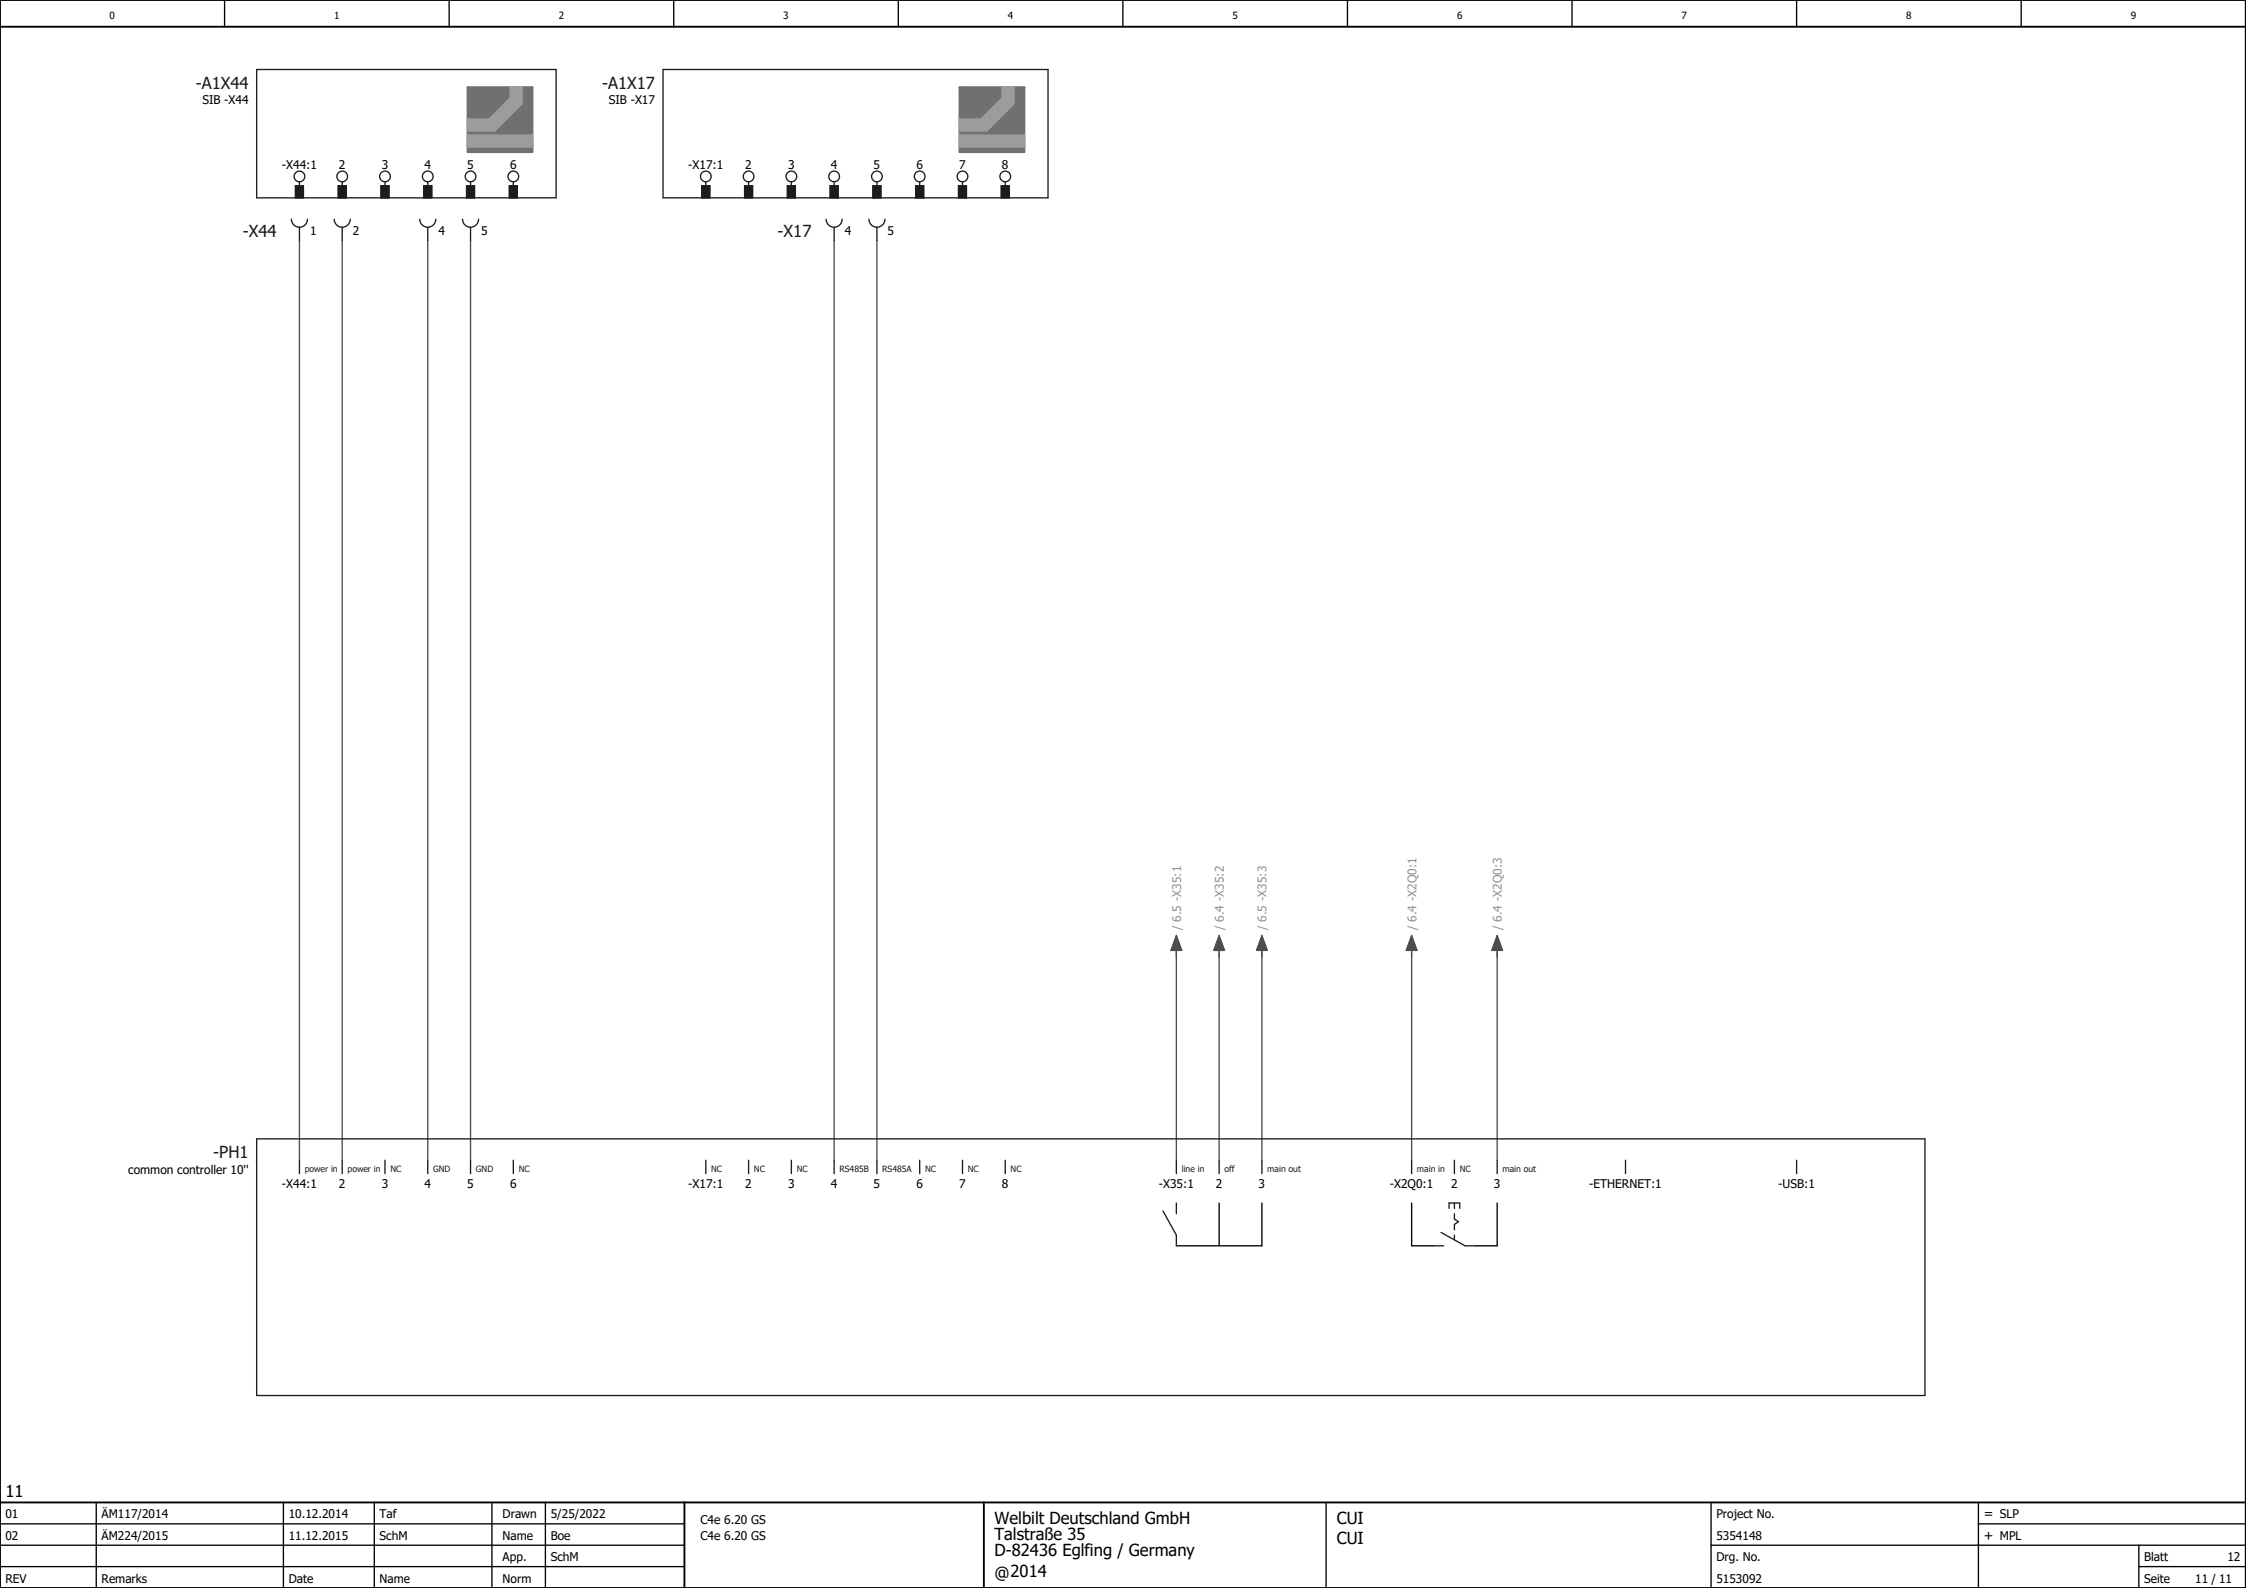 0 1 2 3 4 5 6 7 8 9
-A1X44
SIB -X44
-X44:1 2 3 4 5 6
-X44 1 2 4 5
-A1X17
SIB -X17
-X17:1 2 3 4 5 6 7 8
-X17 4 5
/ 6.5 -X35:1
/ 6.4 -X35:2
/ 6.5 -X35:3
/ 6.4 -X2Q0:1
/ 6.4 -X2Q0:3
-PH1
common controller 10"
power in power in NC GND GND NC
-X44:1 2 3 4 5 6
NC NC NC RS485B RS485A NC NC NC
-X17:1 2 3 4 5 6 7 8
line in off main out
-X35:1 2 3
main in NC main out
-X2Q0:1 2 3
-ETHERNET:1
-USB:1
11
01 ÄM117/2014 10.12.2014 Taf Drawn 5/25/2022
02 ÄM224/2015 11.12.2015 SchM Name Boe
App. SchM
REV Remarks Date Name Norm
C4e 6.20 GS
C4e 6.20 GS
Welbilt Deutschland GmbH
Talstraße 35
D-82436 Eglfing / Germany
@2014
CUI
CUI
Project No.
5354148
Drg. No.
5153092
= SLP
+ MPL
Blatt 12
Seite 11 / 11